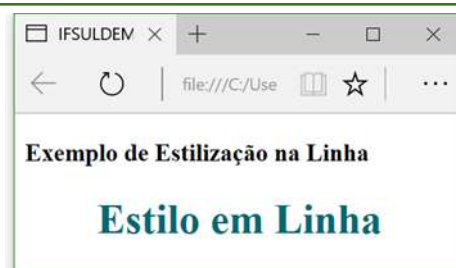 IFSULDEM
file:///C:/Use
Exemplo de Estilização na Linha
Estilo em Linha